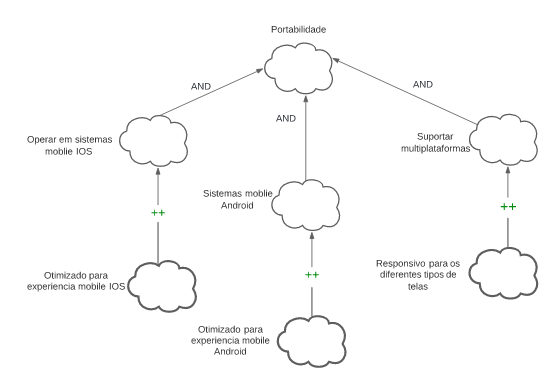 Portabilidade
AND
AND
AND
Operar em sistemas
moblie IOS
Suportar
multiplataformas
Sistemas moblie
Android
++
++
++
Otimizado para
experiencia mobile IOS
Responsivo para os
diferentes tipos de
telas
Otimizado para
experiencia mobile
Android